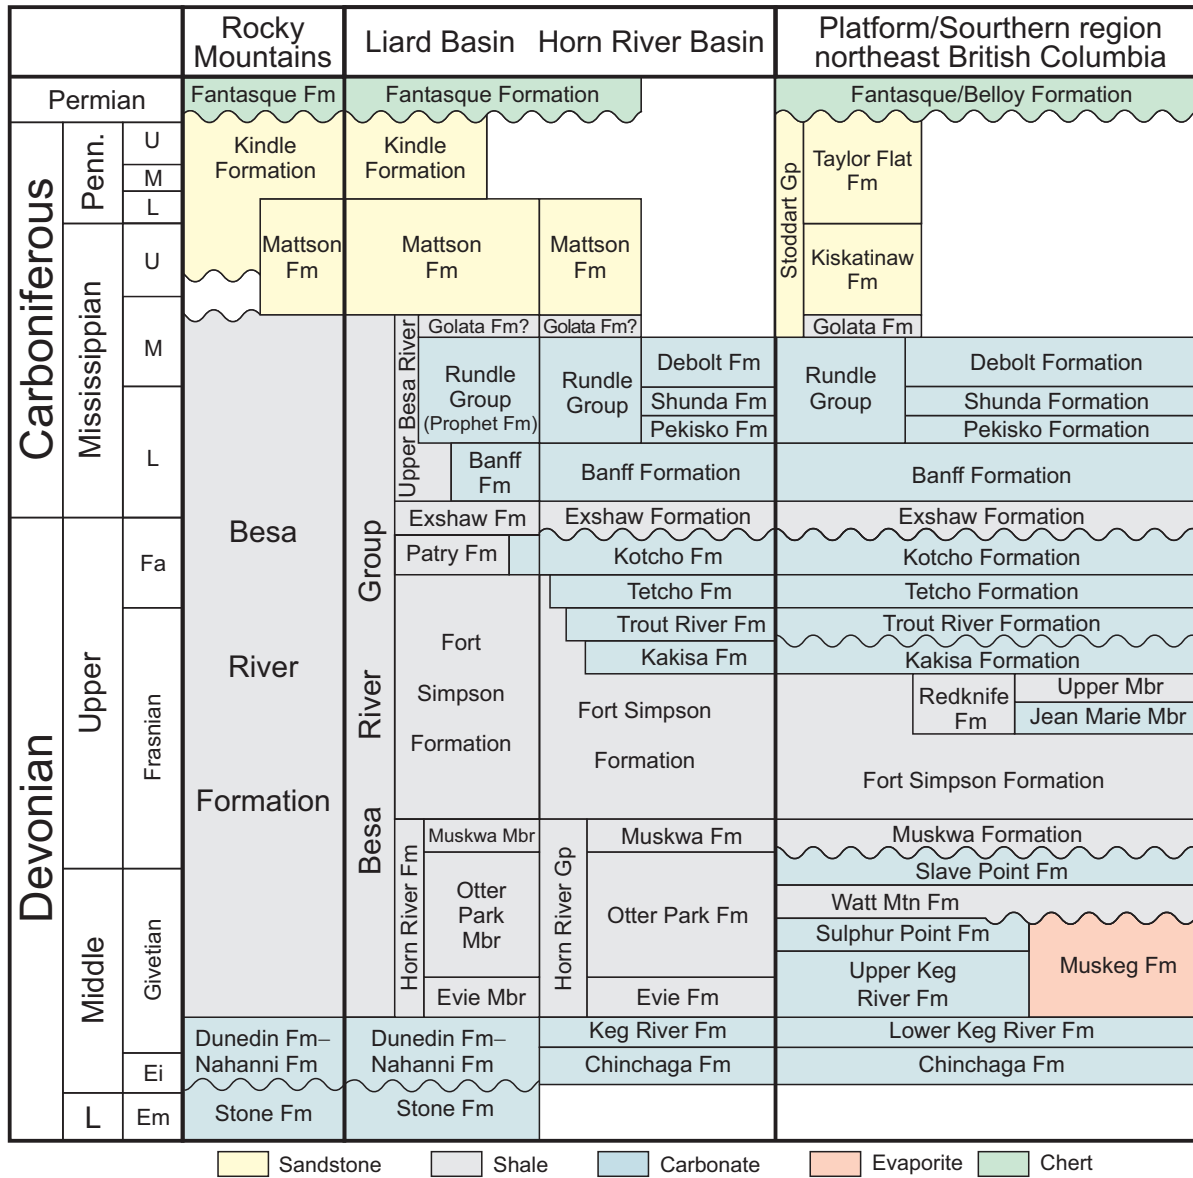 Rocky
Mountains
Liard Basin
Horn River Basin
Platform/Sourthern region
northeast British Columbia
Permian
Carboniferous
Penn.
U
M
L
Mississippian
U
M
L
Devonian
Upper
Fa
Frasnian
Middle
Givetian
Ei
L
Em
Fantasque Fm
Kindle
Formation
Mattson
Fm
Besa
River
Formation
Dunedin Fm–
Nahanni Fm
Stone Fm
Fantasque Formation
Kindle
Formation
Mattson
Fm
Besa River Group
Upper Besa River
Golata Fm?
Rundle
Group
(Prophet Fm)
Banff
Fm
Exshaw Fm
Patry Fm
Fort
Simpson
Formation
Horn River Fm
Muskwa Mbr
Otter
Park
Mbr
Evie Mbr
Dunedin Fm–
Nahanni Fm
Stone Fm
Mattson
Fm
Golata Fm?
Rundle
Group
Debolt Fm
Shunda Fm
Pekisko Fm
Banff Formation
Exshaw Formation
Kotcho Fm
Tetcho Fm
Trout River Fm
Kakisa Fm
Fort Simpson
Formation
Horn River Gp
Muskwa Fm
Otter Park Fm
Evie Fm
Keg River Fm
Chinchaga Fm
Fantasque/Belloy Formation
Stoddart Gp
Taylor Flat
Fm
Kiskatinaw
Fm
Golata Fm
Rundle
Group
Debolt Formation
Shunda Formation
Pekisko Formation
Banff Formation
Exshaw Formation
Kotcho Formation
Tetcho Formation
Trout River Formation
Kakisa Formation
Redknife
Fm
Upper Mbr
Jean Marie Mbr
Fort Simpson Formation
Muskwa Formation
Slave Point Fm
Watt Mtn Fm
Sulphur Point Fm
Upper Keg
River Fm
Muskeg Fm
Lower Keg River Fm
Chinchaga Fm
Sandstone
Shale
Carbonate
Evaporite
Chert